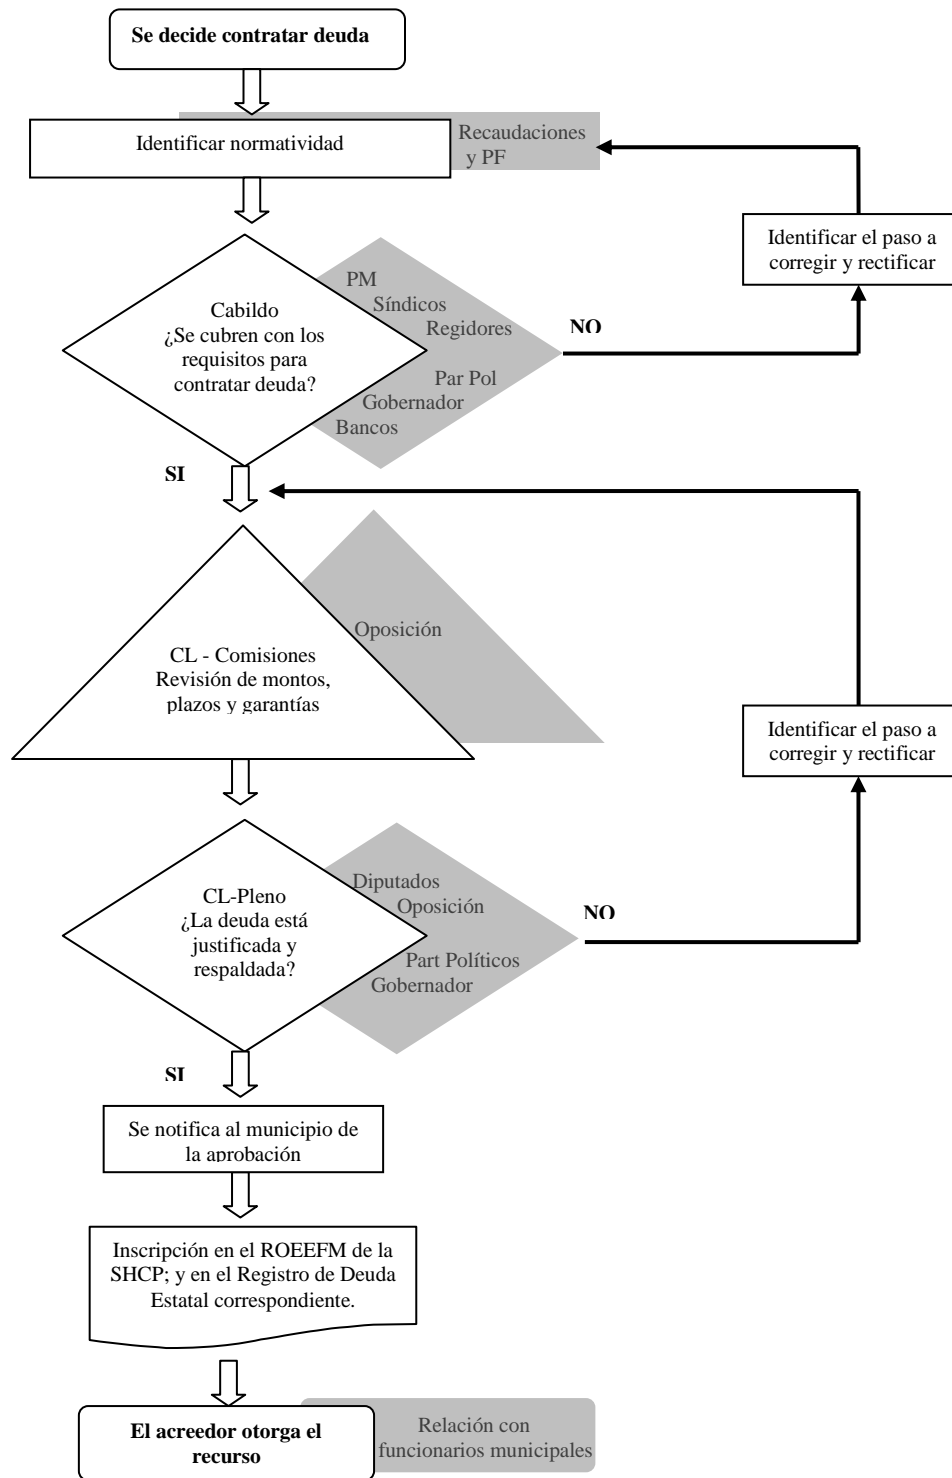 Se decide contratar deuda
Identificar normatividad
Recaudaciones
y PF
Identificar el paso a
corregir y rectificar
Cabildo
¿Se cubren con los
requisitos para
contratar deuda?
PM
Síndicos
Regidores
Par Pol
Gobernador
Bancos
NO
SI
CL - Comisiones
Revisión de montos,
plazos y garantías
Oposición
Identificar el paso a
corregir y rectificar
CL-Pleno
¿La deuda está
justificada y
respaldada?
Diputados
Oposición
Part Políticos
Gobernador
NO
SI
Se notifica al municipio de
la aprobación
Inscripción en el ROEEFM de la
SHCP; y en el Registro de Deuda
Estatal correspondiente.
El acreedor otorga el
recurso
Relación con
funcionarios municipales